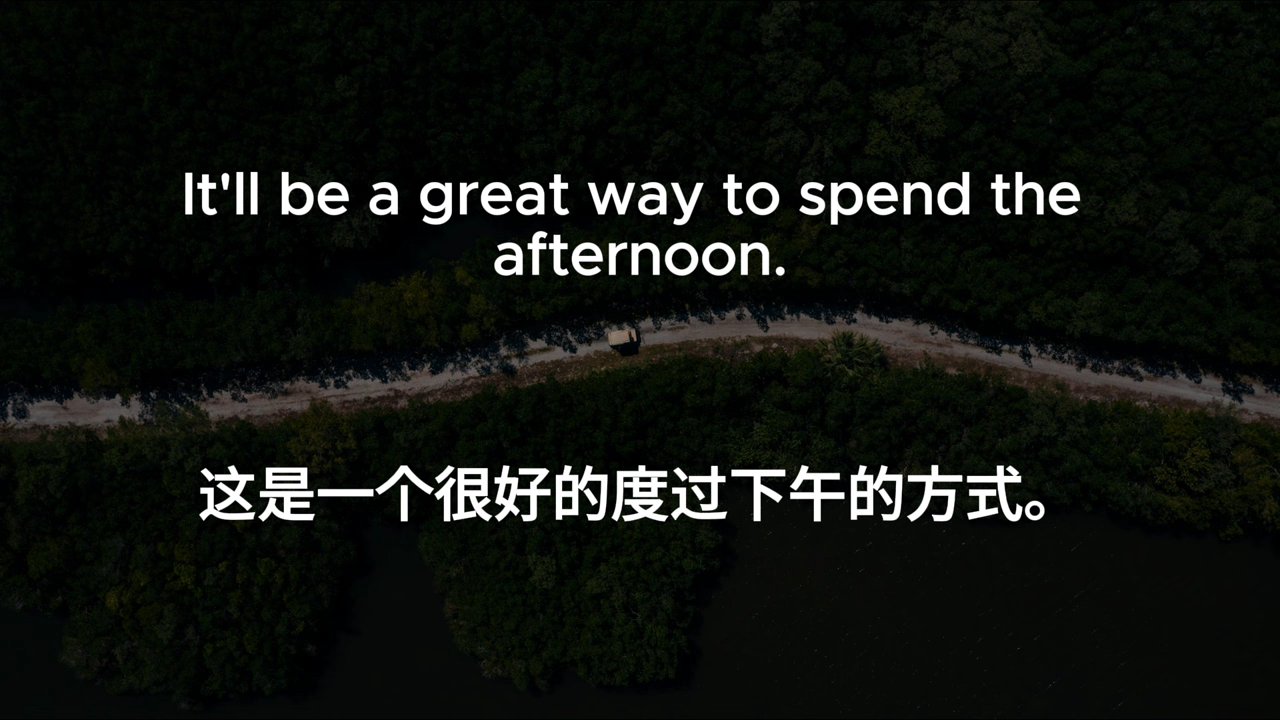 It'll be a great way to spend the
afternoon.
这是一个很好的度过下午的方式。